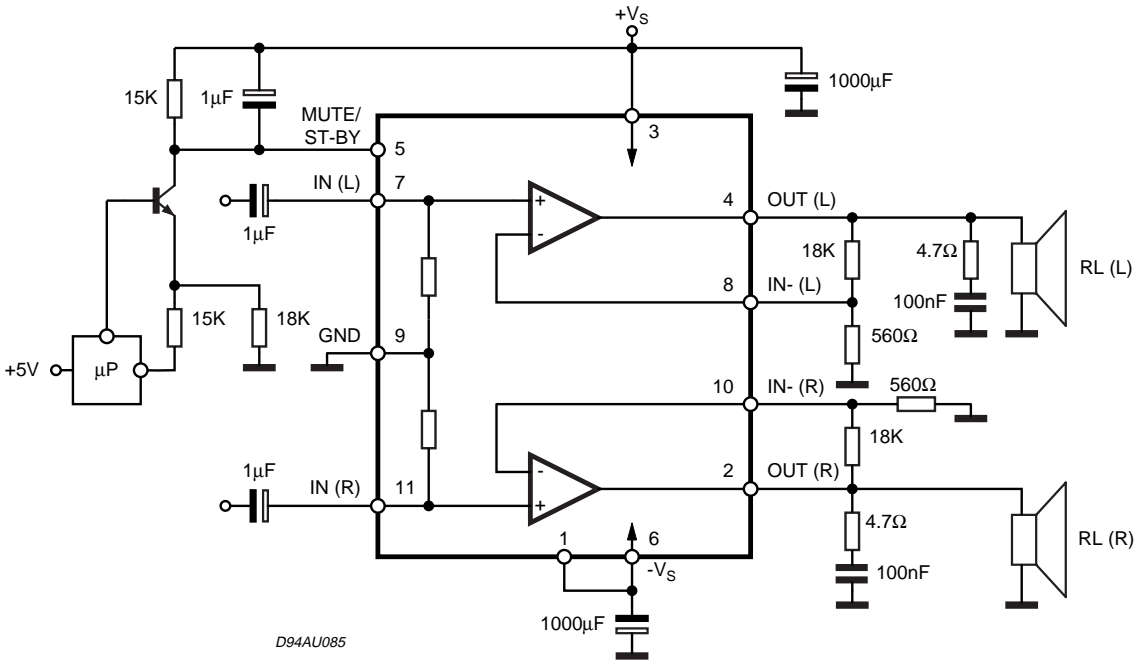 +VS
15K
1µF
1000µF
MUTE/
ST-BY
5
3
IN (L)
7
1µF
+
-
4
OUT (L)
18K
4.7Ω
RL (L)
8
IN- (L)
100nF
15K
18K
GND
9
560Ω
+5V
µP
10
IN- (R)
560Ω
18K
1µF
IN (R)
11
-
+
2
OUT (R)
4.7Ω
RL (R)
1
6
-VS
100nF
1000µF
D94AU085